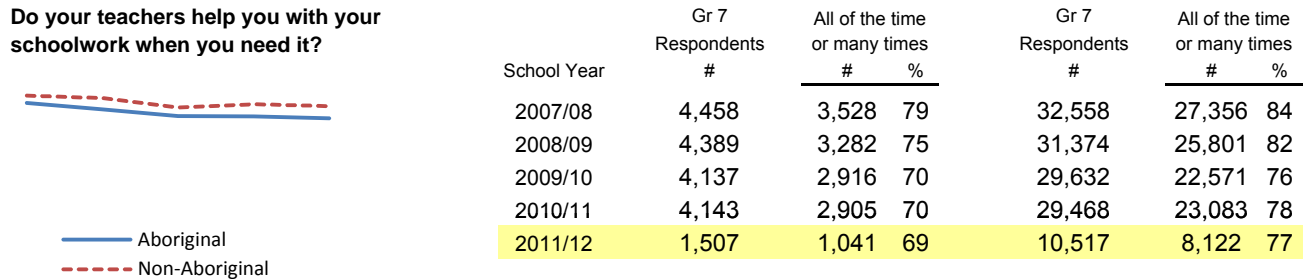 Do your teachers help you with your
schoolwork when you need it?
Aboriginal
Non-Aboriginal
Gr 7 All of the time Gr 7 All of the time
Respondents or many times Respondents or many times
School Year # # % # # %
2007/08 4,458 3,528 79 32,558 27,356 84
2008/09 4,389 3,282 75 31,374 25,801 82
2009/10 4,137 2,916 70 29,632 22,571 76
2010/11 4,143 2,905 70 29,468 23,083 78
2011/12 1,507 1,041 69 10,517 8,122 77